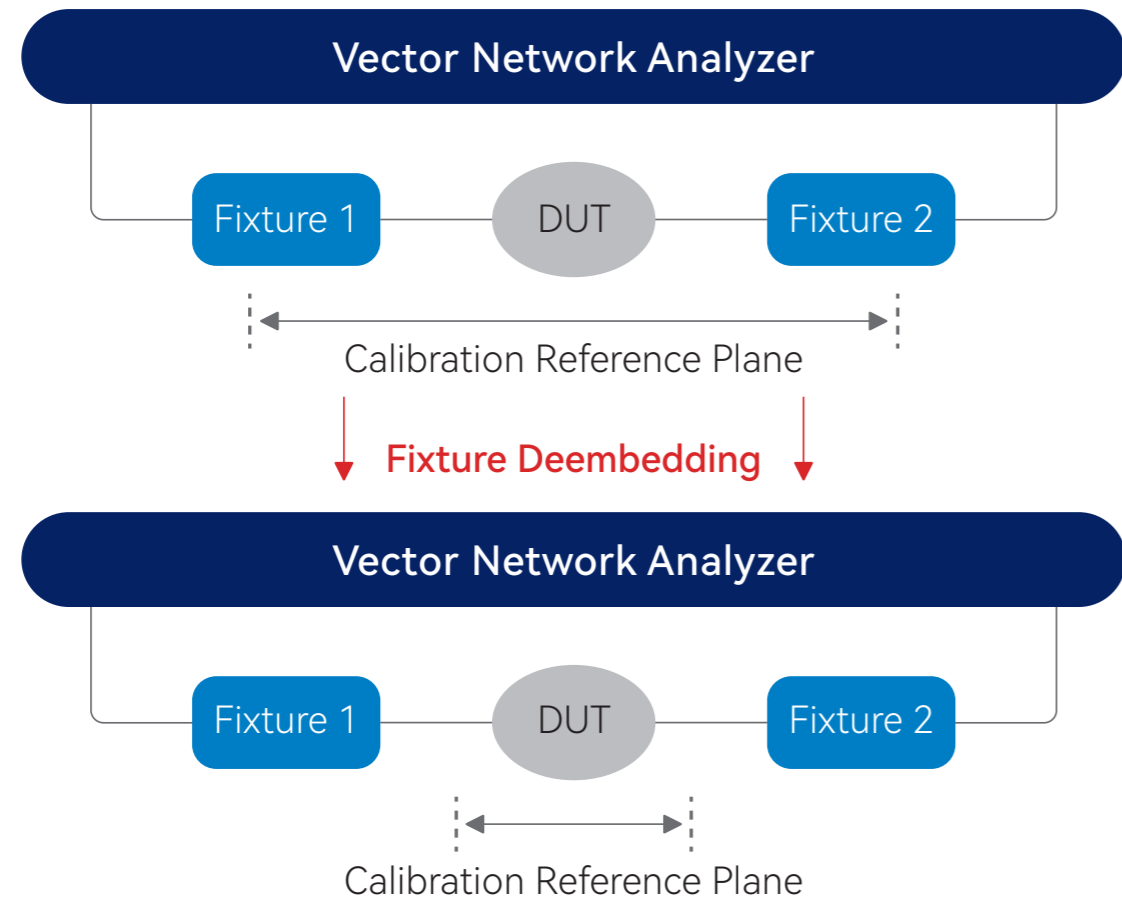 Vector Network Analyzer
Fixture 1
DUT
Fixture 2
Calibration Reference Plane
Fixture Deembedding
Vector Network Analyzer
Fixture 1
DUT
Fixture 2
Calibration Reference Plane